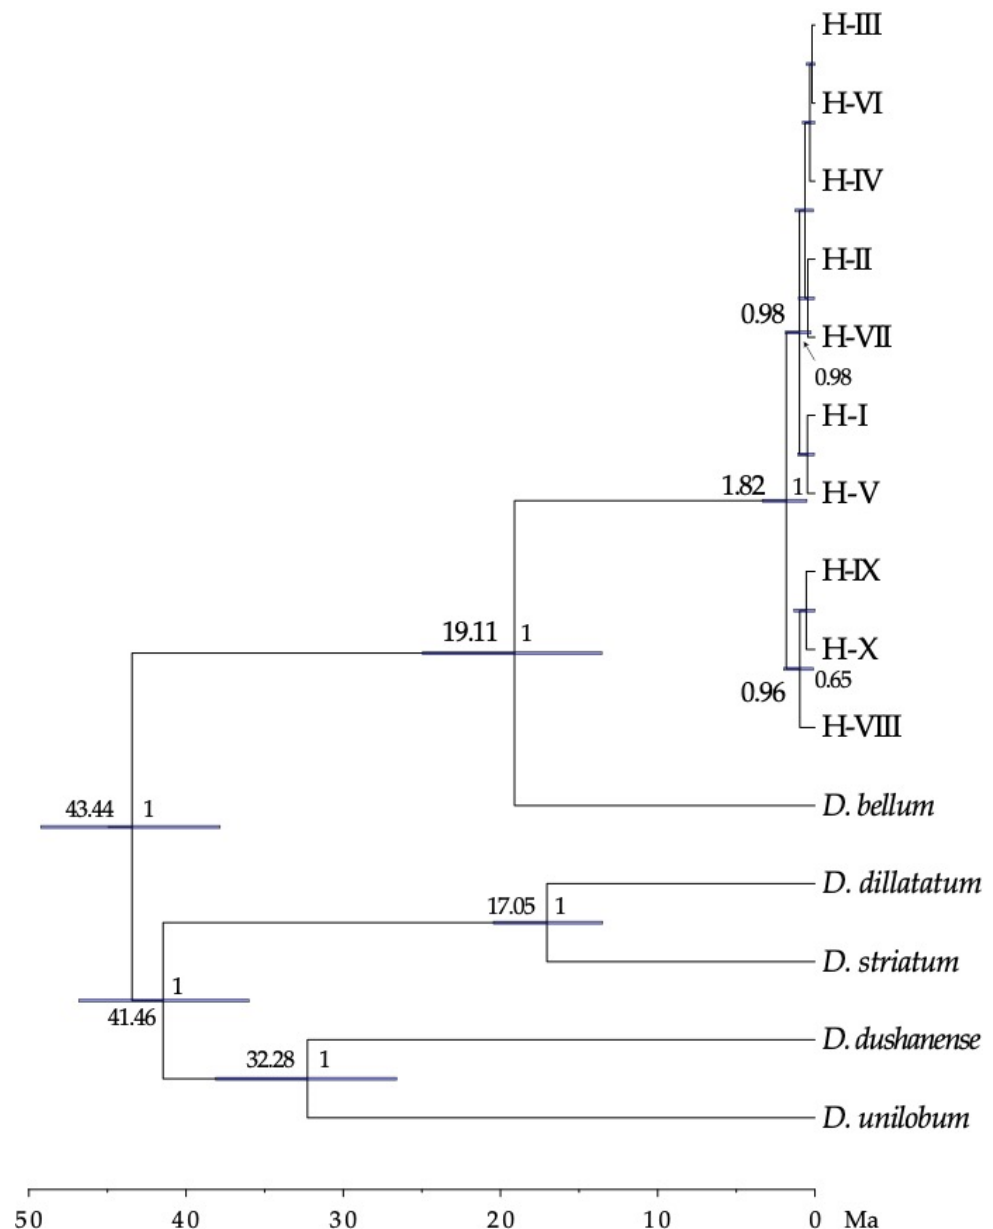 H-III
H-VI
H-IV
H-II
0.98
H-VII
0.98
H-I
1.82 1 H-V
H-IX
19.11 1
H-X
0.96 0.65
H-VIII
43.44 1
D. bellum
D. dillatatum
17.05 1
D. striatum
1
41.46
D. dushanense
32.28 1
D. unilobum
50 40 30 20 10 0 Ma